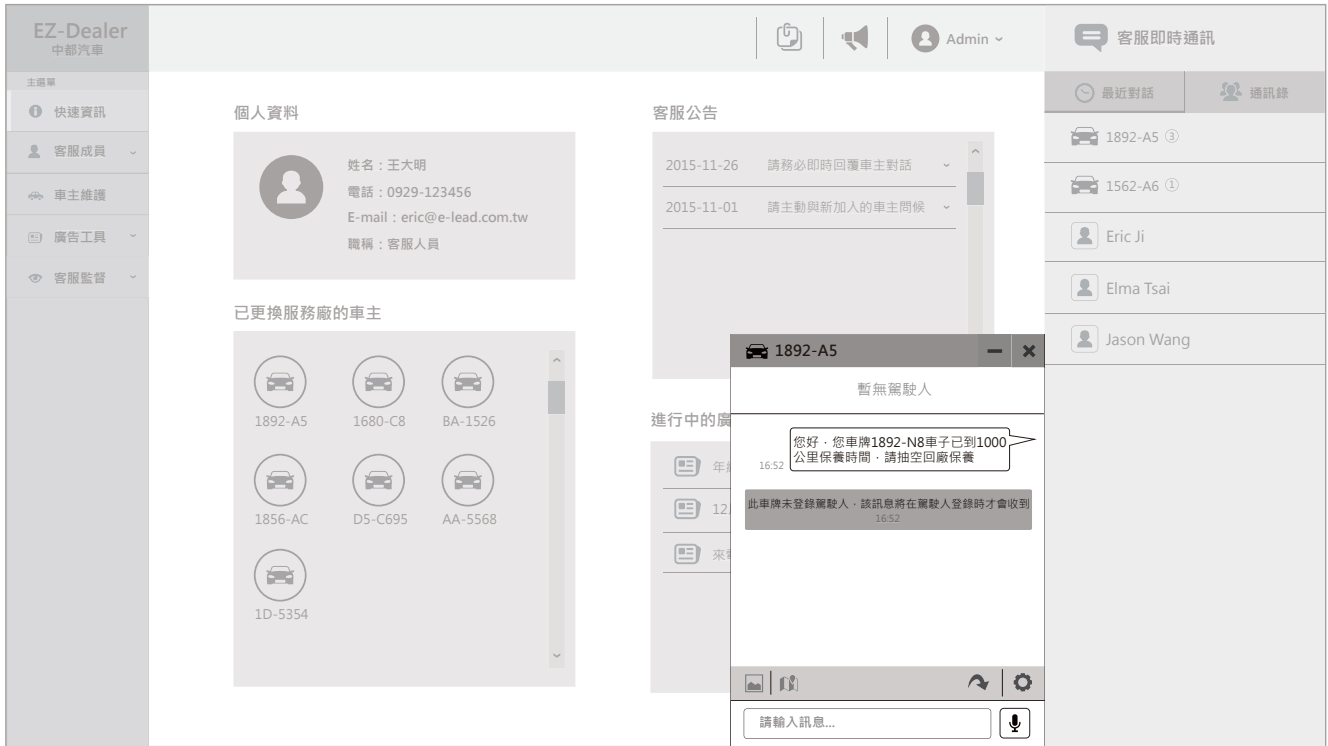 EZ-Dealer
中都汽車
Admin
客服即時通訊
主選單
快速資訊
客服成員
車主維護
廣告工具
客服監督
個人資料
姓名：王大明
電話：0929-123456
E-mail：eric@e-lead.com.tw
職稱：客服人員
客服公告
2015-11-26 請務必即時回覆車主對話
2015-11-01 請主動與新加入的車主問候
最近對話
通訊錄
1892-A5 ③
1562-A6 ①
Eric Ji
Elma Tsai
Jason Wang
已更換服務廠的車主
1892-A5
1680-C8
BA-1526
1856-AC
D5-C695
AA-5568
1D-5354
進行中的廣
12
來
1892-A5
暫無駕駛人
您好，您車牌1892-N8車子已到1000
公里保養時間，請抽空回廠保養
16:52
此車牌未登錄駕駛人，該訊息將在駕駛人登錄時才會收到
16:52
請輸入訊息...